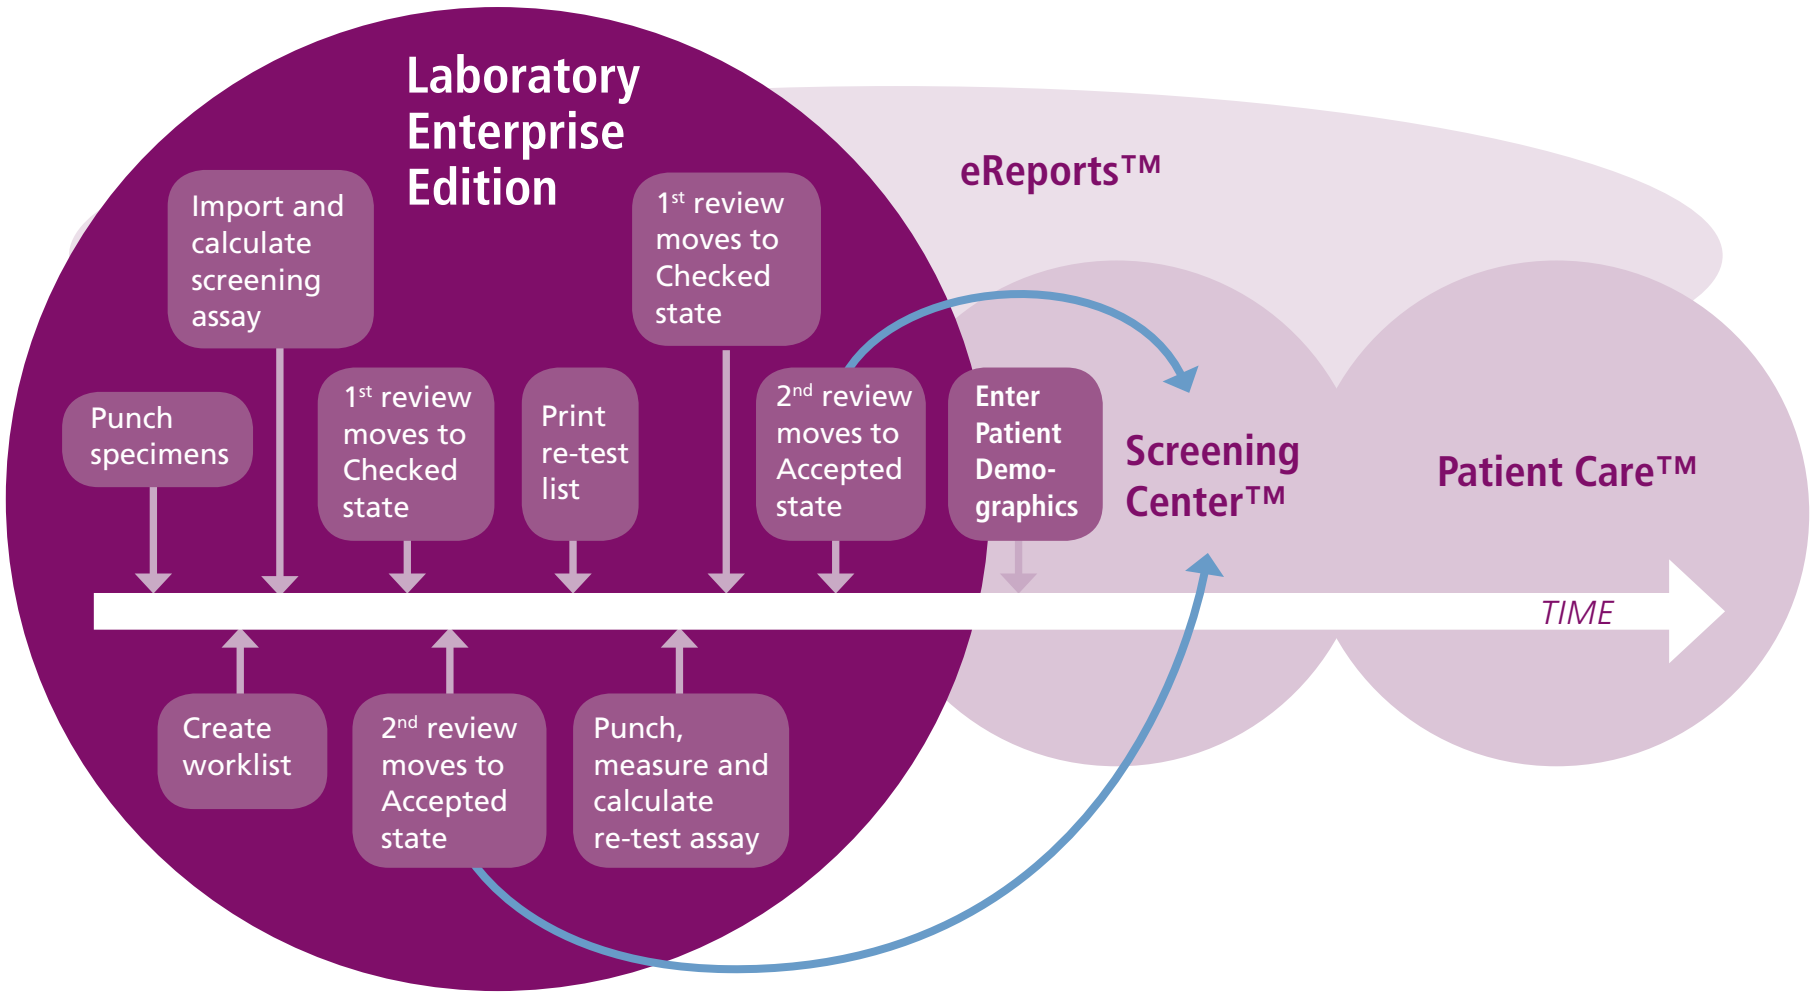 Laboratory
Enterprise
Edition
eReports™
Import and
calculate
screening
assay
1st review
moves to
Checked
state
Punch
specimens
1st review
moves to
Checked
state
Print
re-test
list
2nd review
moves to
Accepted
state
Enter
Patient
Demo-
graphics
Screening
Center™
Patient Care™
TIME
Create
worklist
2nd review
moves to
Accepted
state
Punch,
measure and
calculate
re-test assay